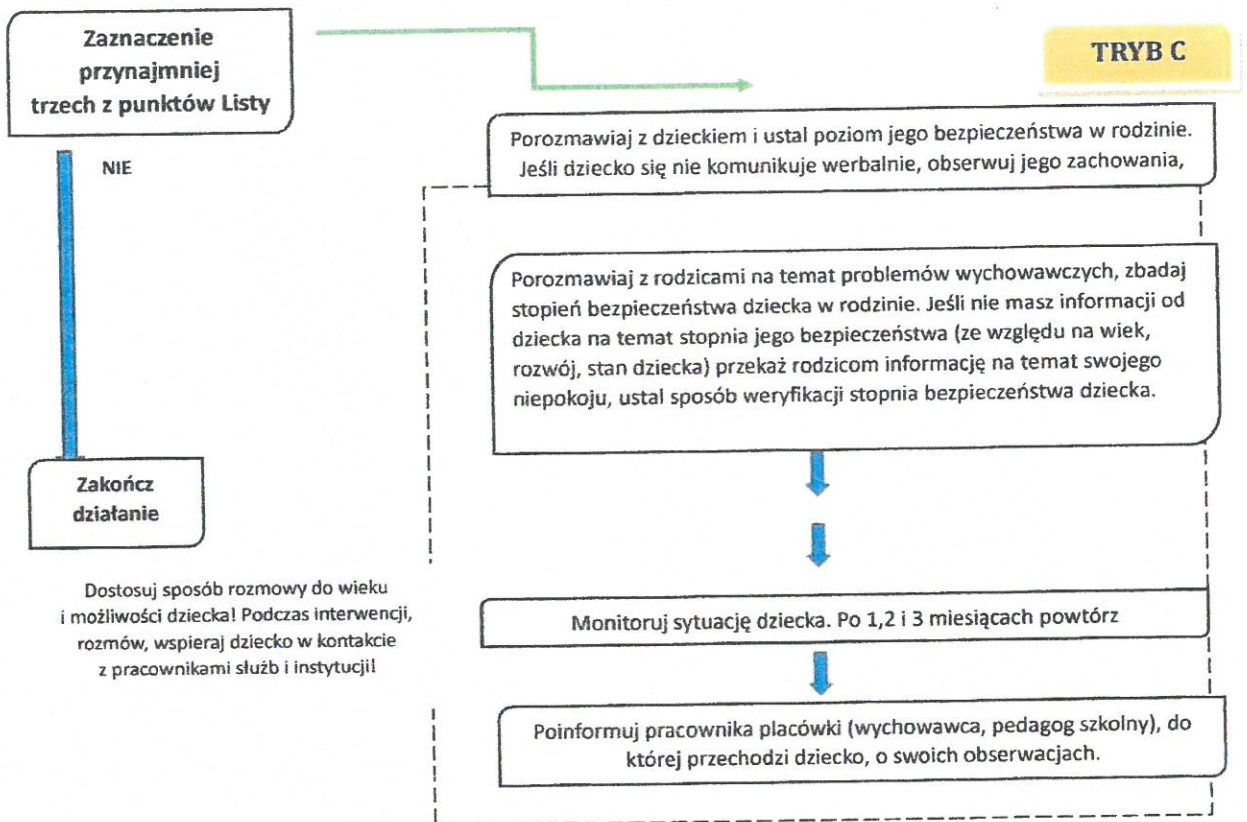 Zaznaczenie
przynajmniej
trzech z punktów Listy
TRYB C
NIE
Porozmawiaj z dzieckiem i ustal poziom jego bezpieczeństwa w rodzinie.
Jeśli dziecko się nie komunikuje werbalnie, obserwuj jego zachowania,
Porozmawiaj z rodzicami na temat problemów wychowawczych, zbadaj
stopień bezpieczeństwa dziecka w rodzinie. Jeśli nie masz informacji od
dziecka na temat stopnia jego bezpieczeństwa (ze względu na wiek,
rozwój, stan dziecka) przekaż rodzicom informację na temat swojego
niepokoju, ustal sposób weryfikacji stopnia bezpieczeństwa dziecka.
Zakończ
działanie
Dostosuj sposób rozmowy do wieku
i możliwości dziecka! Podczas interwencji,
rozmów, wspieraj dziecko w kontakcie
z pracownikami służb i instytucji!
Monitoruj sytuację dziecka. Po 1,2 i 3 miesiącach powtórz
Poinformuj pracownika placówki (wychowawca, pedagog szkolny), do
której przechodzi dziecko, o swoich obserwacjach.